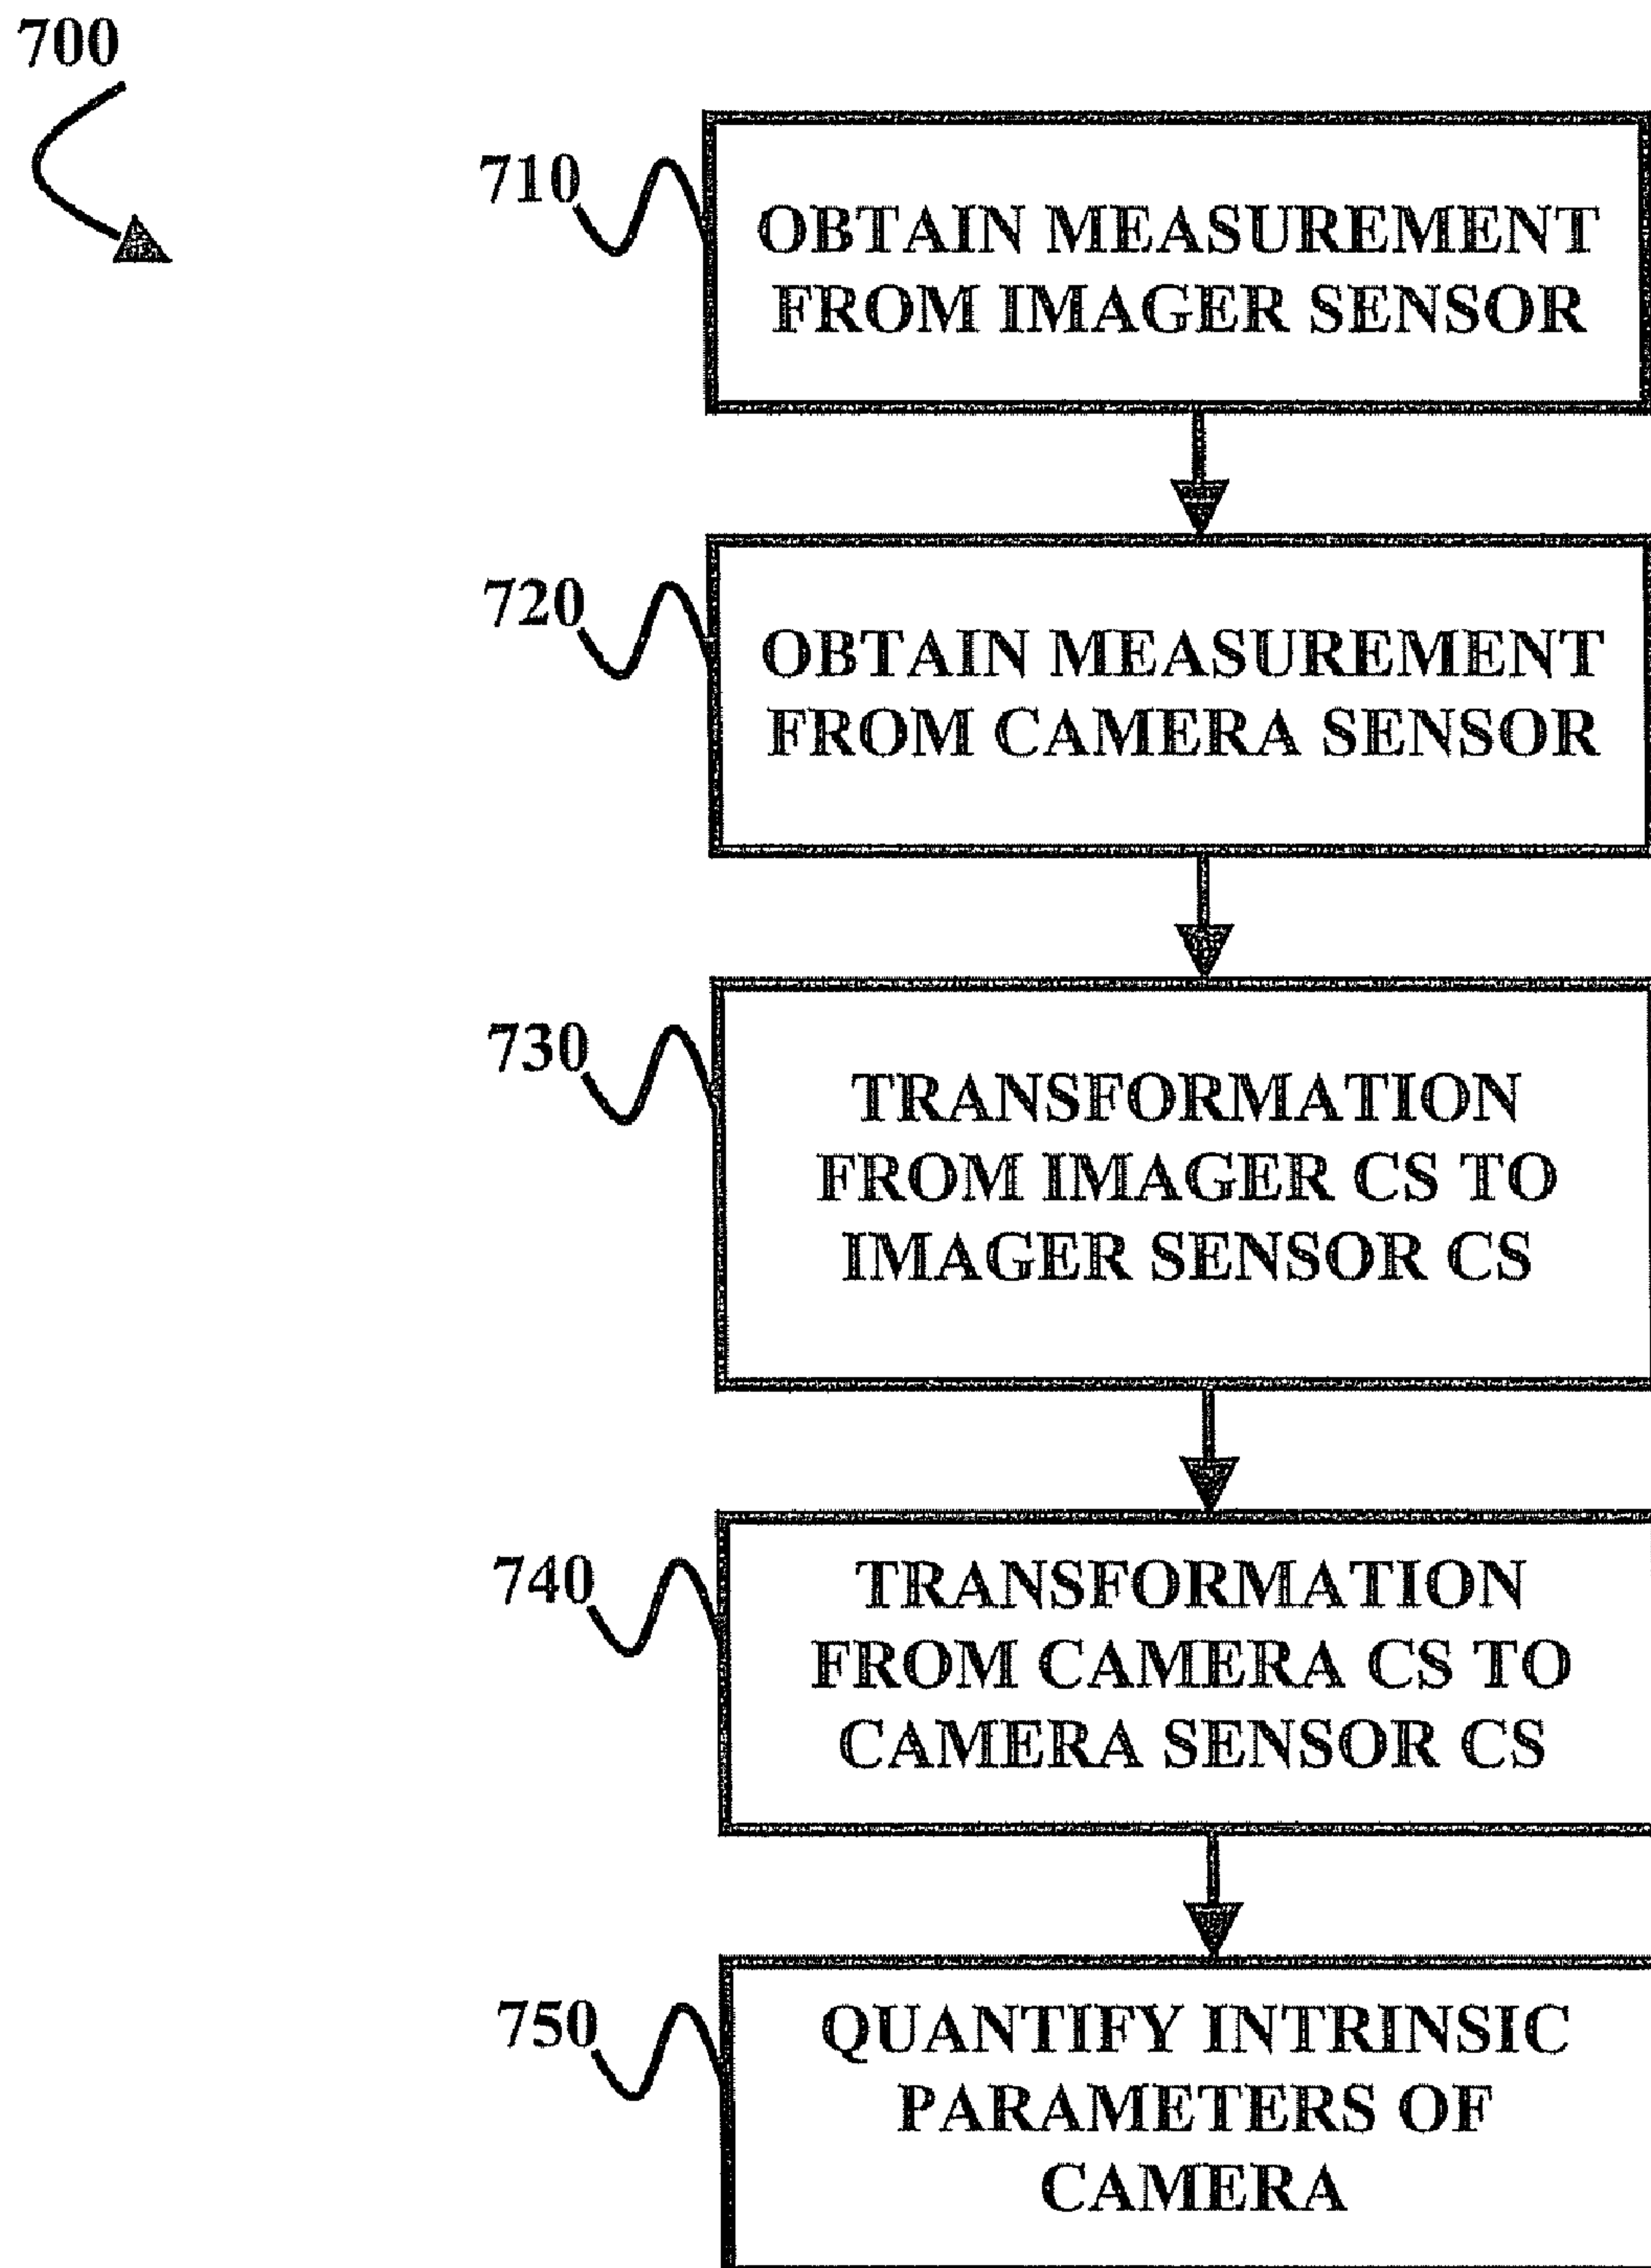 700
710
OBTAIN MEASUREMENT
FROM IMAGER SENSOR
720
OBTAIN MEASUREMENT
FROM CAMERA SENSOR
730
TRANSFORMATION
FROM IMAGER CS TO
IMAGER SENSOR CS
740
TRANSFORMATION
FROM CAMERA CS TO
CAMERA SENSOR CS
750
QUANTIFY INTRINSIC
PARAMETERS OF
CAMERA